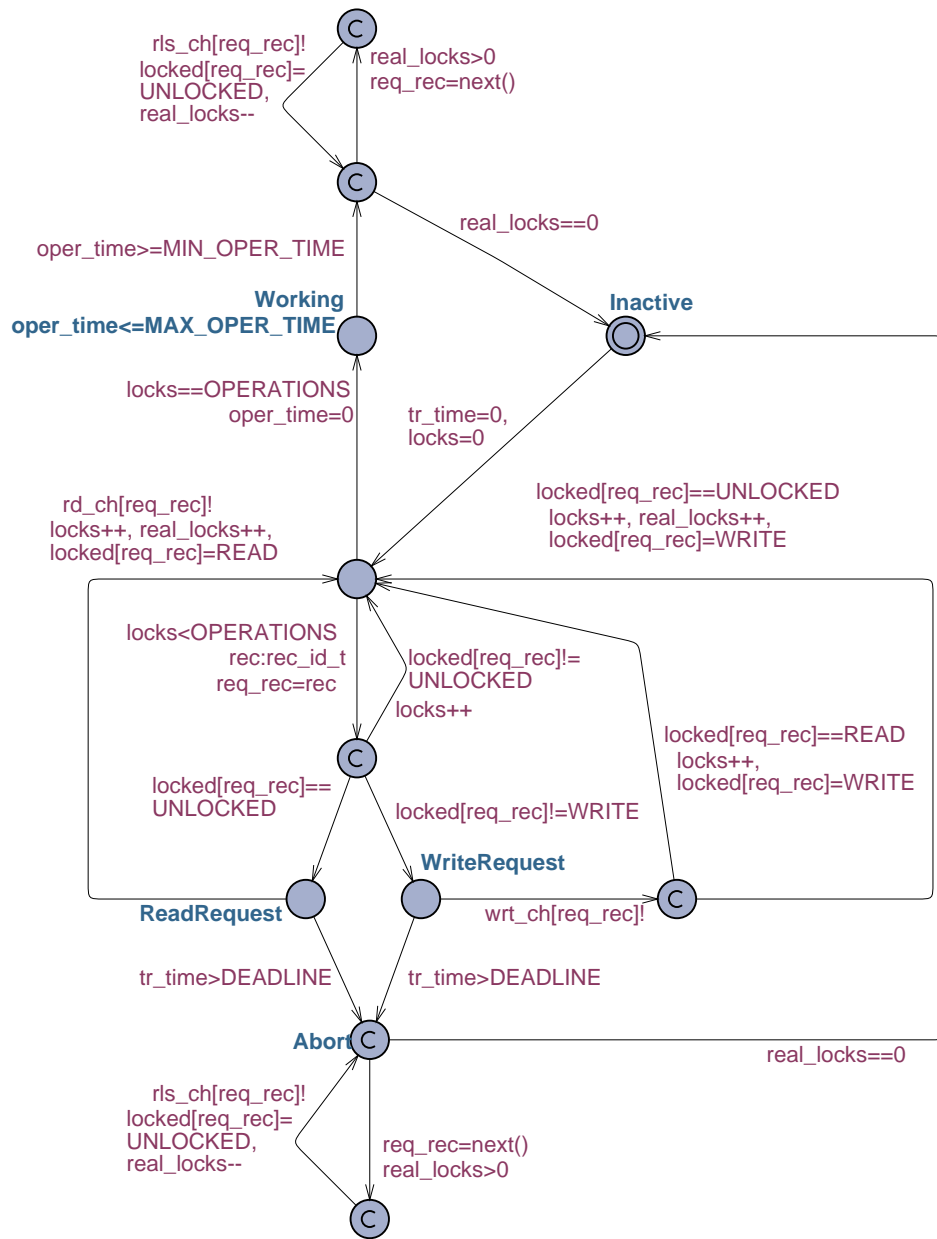 C
rls_ch[req_rec]!
locked[req_rec]=
UNLOCKED,
real_locks--
real_locks>0
req_rec=next()
C
real_locks==0
oper_time>=MIN_OPER_TIME
Working
oper_time<=MAX_OPER_TIME
Inactive
locks==OPERATIONS
oper_time=0
tr_time=0,
locks=0
rd_ch[req_rec]!
locks++, real_locks++,
locked[req_rec]=READ
locked[req_rec]==UNLOCKED
locks++, real_locks++,
locked[req_rec]=WRITE
locks<OPERATIONS
rec:rec_id_t
req_rec=rec
locked[req_rec]!=
UNLOCKED
locks++
C
locked[req_rec]==READ
locks++,
locked[req_rec]=WRITE
locked[req_rec]==
UNLOCKED
locked[req_rec]!=WRITE
WriteRequest
ReadRequest
wrt_ch[req_rec]!
C
tr_time>DEADLINE
tr_time>DEADLINE
Abort
C
real_locks==0
rls_ch[req_rec]!
locked[req_rec]=
UNLOCKED,
real_locks--
req_rec=next()
real_locks>0
C